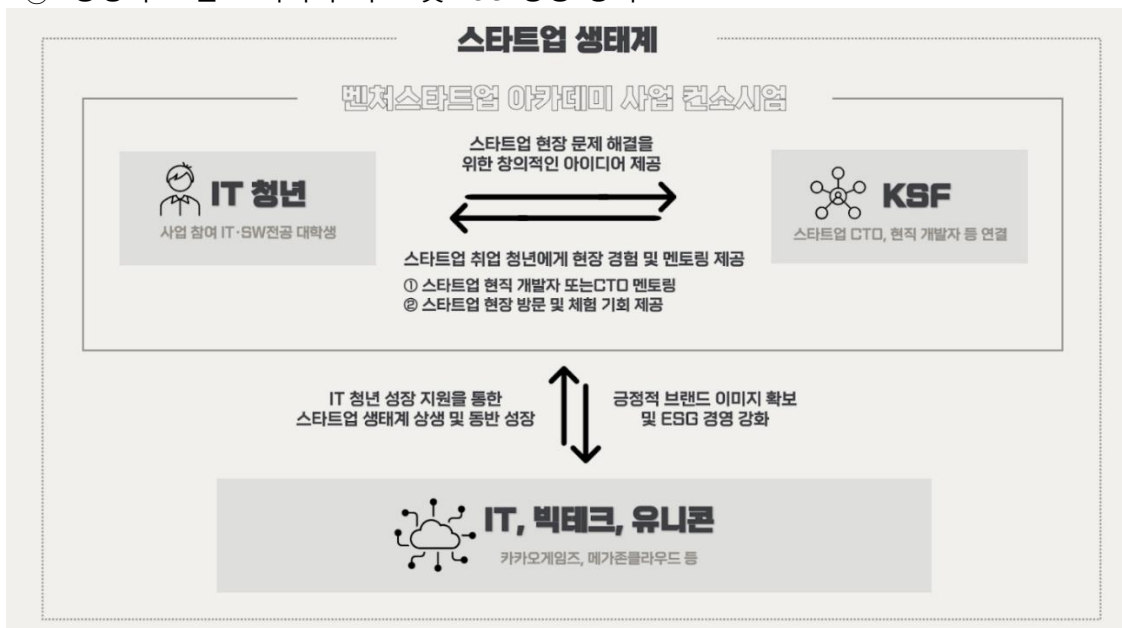 스타트업 생태계
벤처스타트업 아카데미 사업 컨소시엄
스타트업 현장 문제 해결을
위한 창의적인 아이디어 제공
IT 청년
사업 참여 IT·SW전공 대학생
KSF
스타트업 CTO, 현직 개발자 등 연결
스타트업 취업 청년에게 현장 경험 및 멘토링 제공
① 스타트업 현직 개발자 또는CTO 멘토링
② 스타트업 현장 방문 및 체험 기회 제공
IT 청년 성장 지원을 통한
스타트업 생태계 상생 및 동반 성장
긍정적 브랜드 이미지 확보
및 ESG 경영 강화
IT, 빅테크, 유니콘
카카오게임즈, 메가존클라우드 등